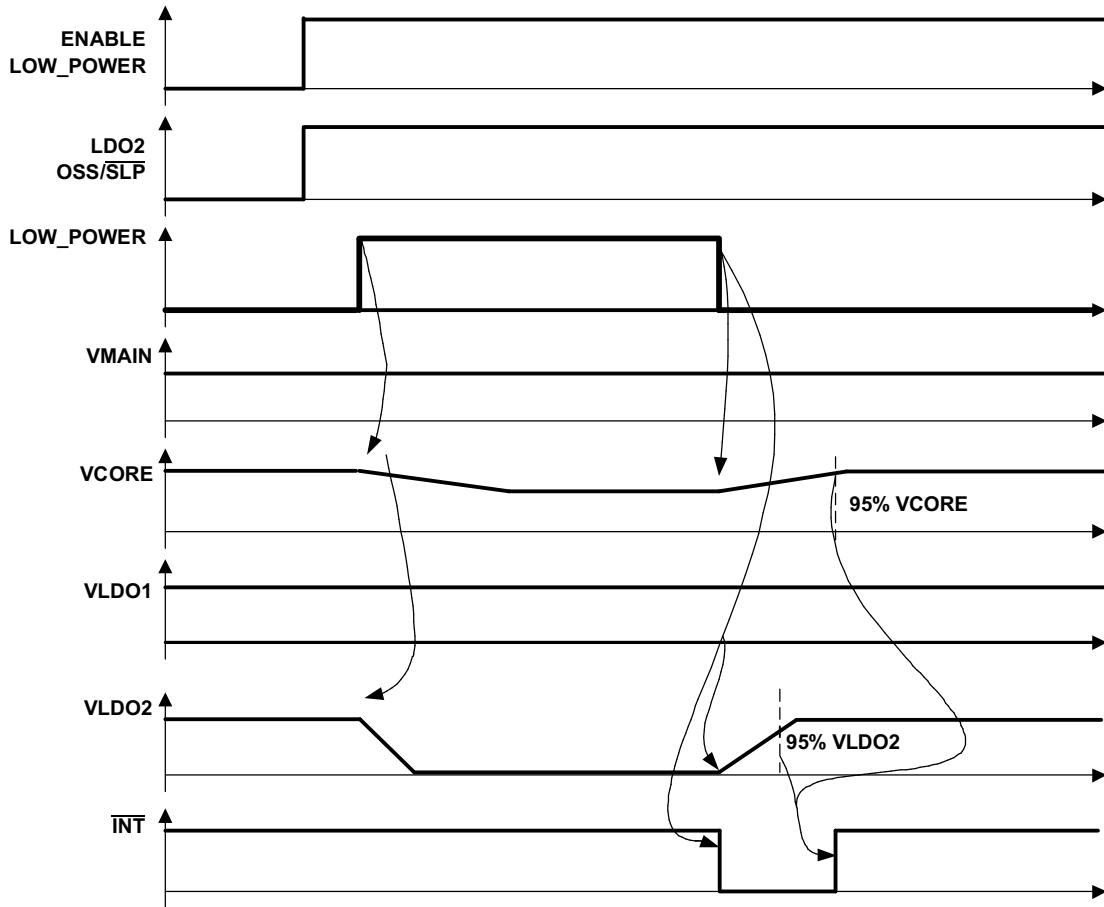 ENABLE
LOW_POWER
LDO2
OSS/SLP
LOW_POWER
VMAIN
VCORE
95% VCORE
VLDO1
VLDO2
95% VLDO2
INT